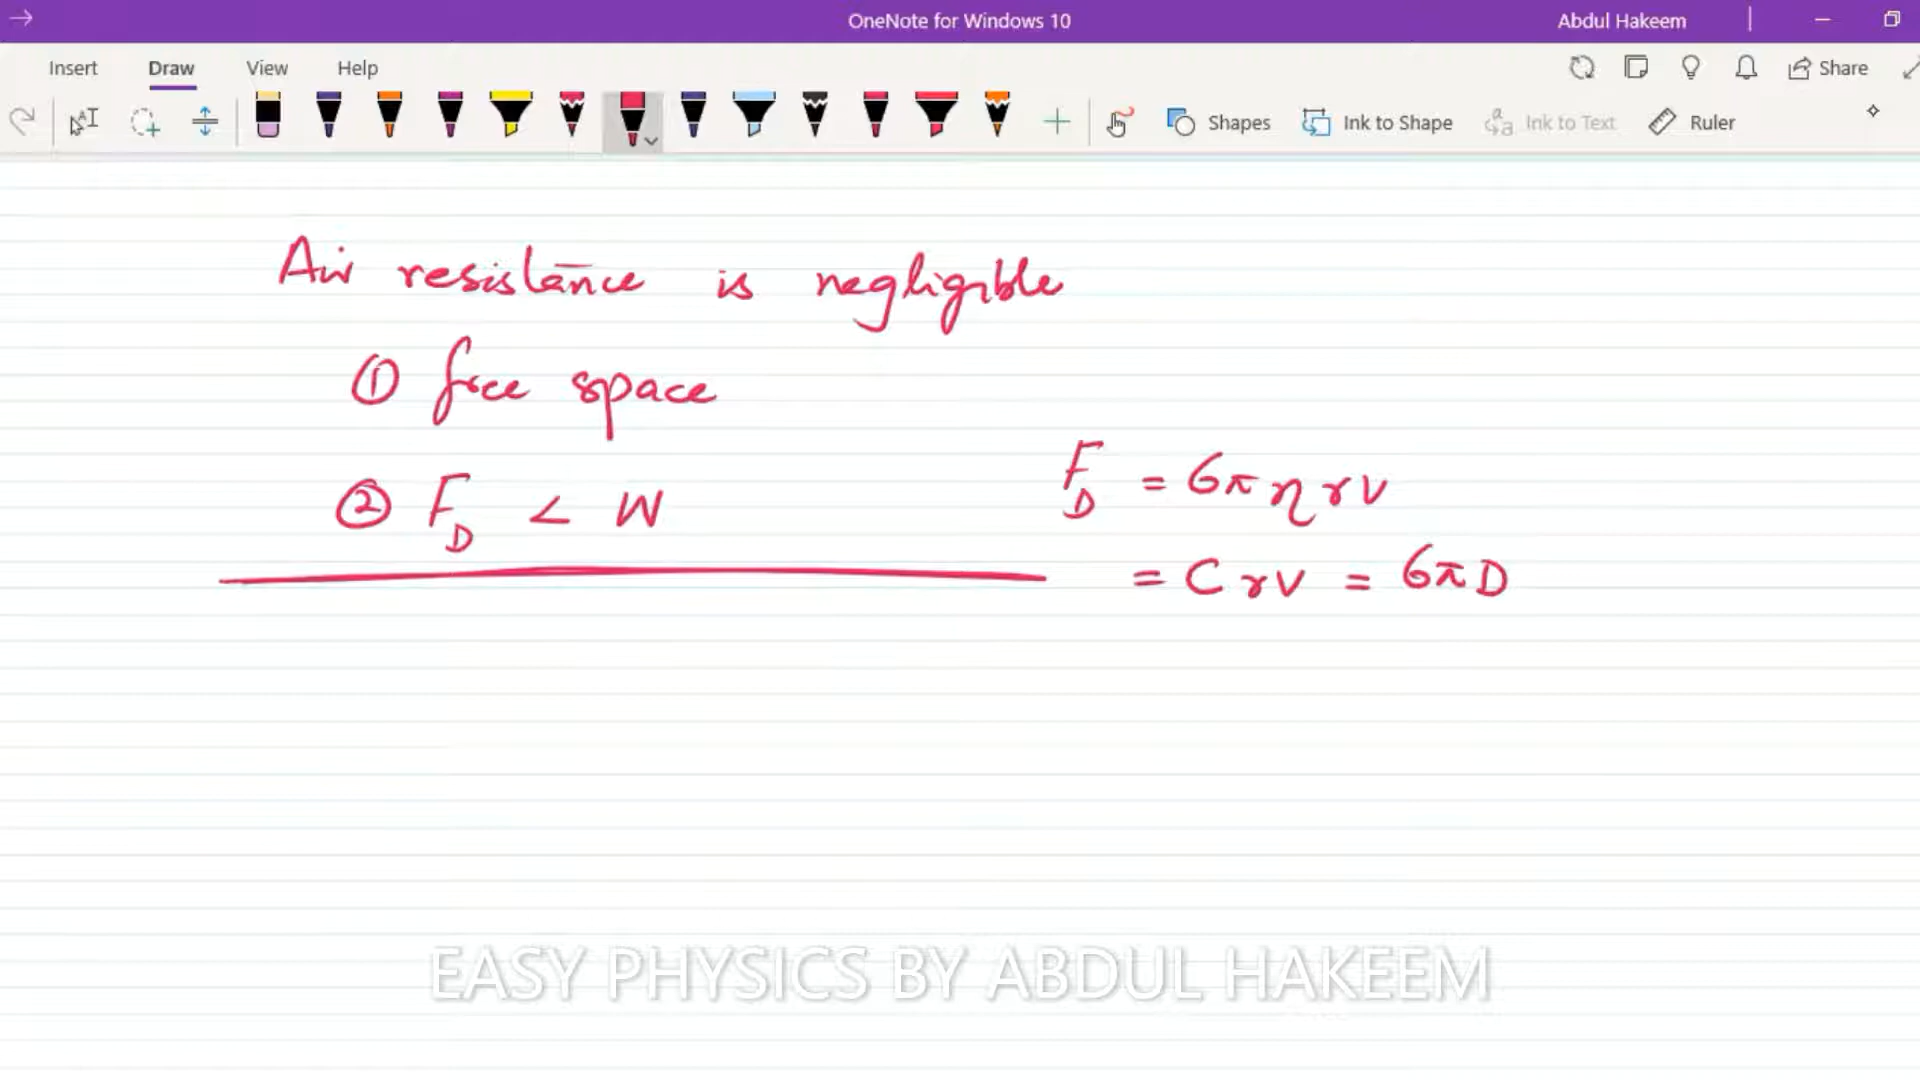 OneNote for Windows 10
Abdul Hakeem
Insert Draw View Help
Share
Shapes Ink to Shape Ink to Text Ruler
Air resistance is negligible
① free space
② F_D < W
F_D = 6πηrv
= Crv = 6πD
EASY PHYSICS BY ABDUL HAKEEM